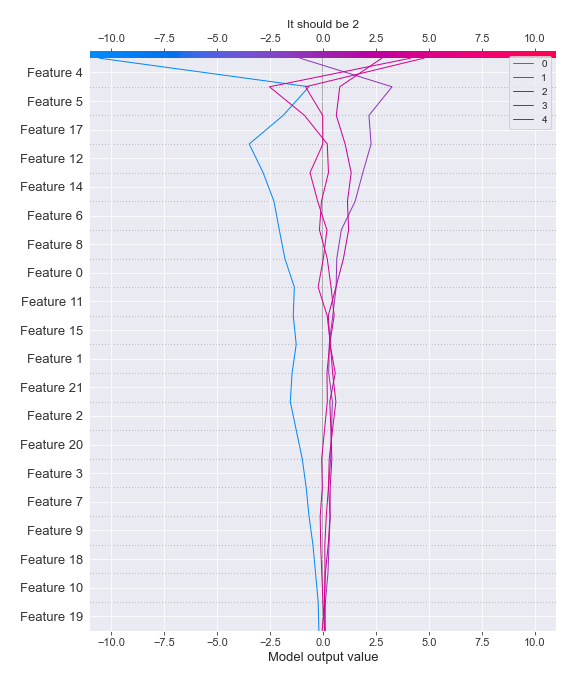 It should be 2
−10.0 −7.5 −5.0 −2.5 0.0 2.5 5.0 7.5 10.0
0
1
2
3
4
Feature 4
Feature 5
Feature 17
Feature 12
Feature 14
Feature 6
Feature 8
Feature 0
Feature 11
Feature 15
Feature 1
Feature 21
Feature 2
Feature 20
Feature 3
Feature 7
Feature 9
Feature 18
Feature 10
Feature 19
−10.0 −7.5 −5.0 −2.5 0.0 2.5 5.0 7.5 10.0
Model output value